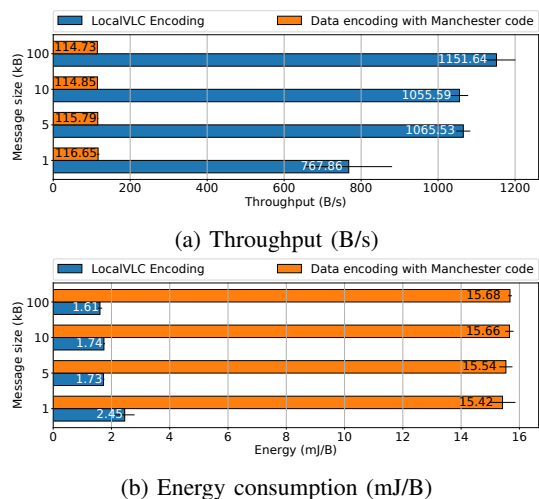 LocalVLC Encoding Data encoding with Manchester code
Message size (kB)
100 114.73
1151.64
10 114.85
1055.59
5 115.79
1065.53
1 116.65
767.86
0 200 400 600 800 1000 1200
Throughput (B/s)
(a) Throughput (B/s)
LocalVLC Encoding Data encoding with Manchester code
Message size (kB)
100 15.68
1.61
10 15.66
1.74
5 15.54
1.73
1 15.42
2.45
0 2 4 6 8 10 12 14 16
Energy (mJ/B)
(b) Energy consumption (mJ/B)